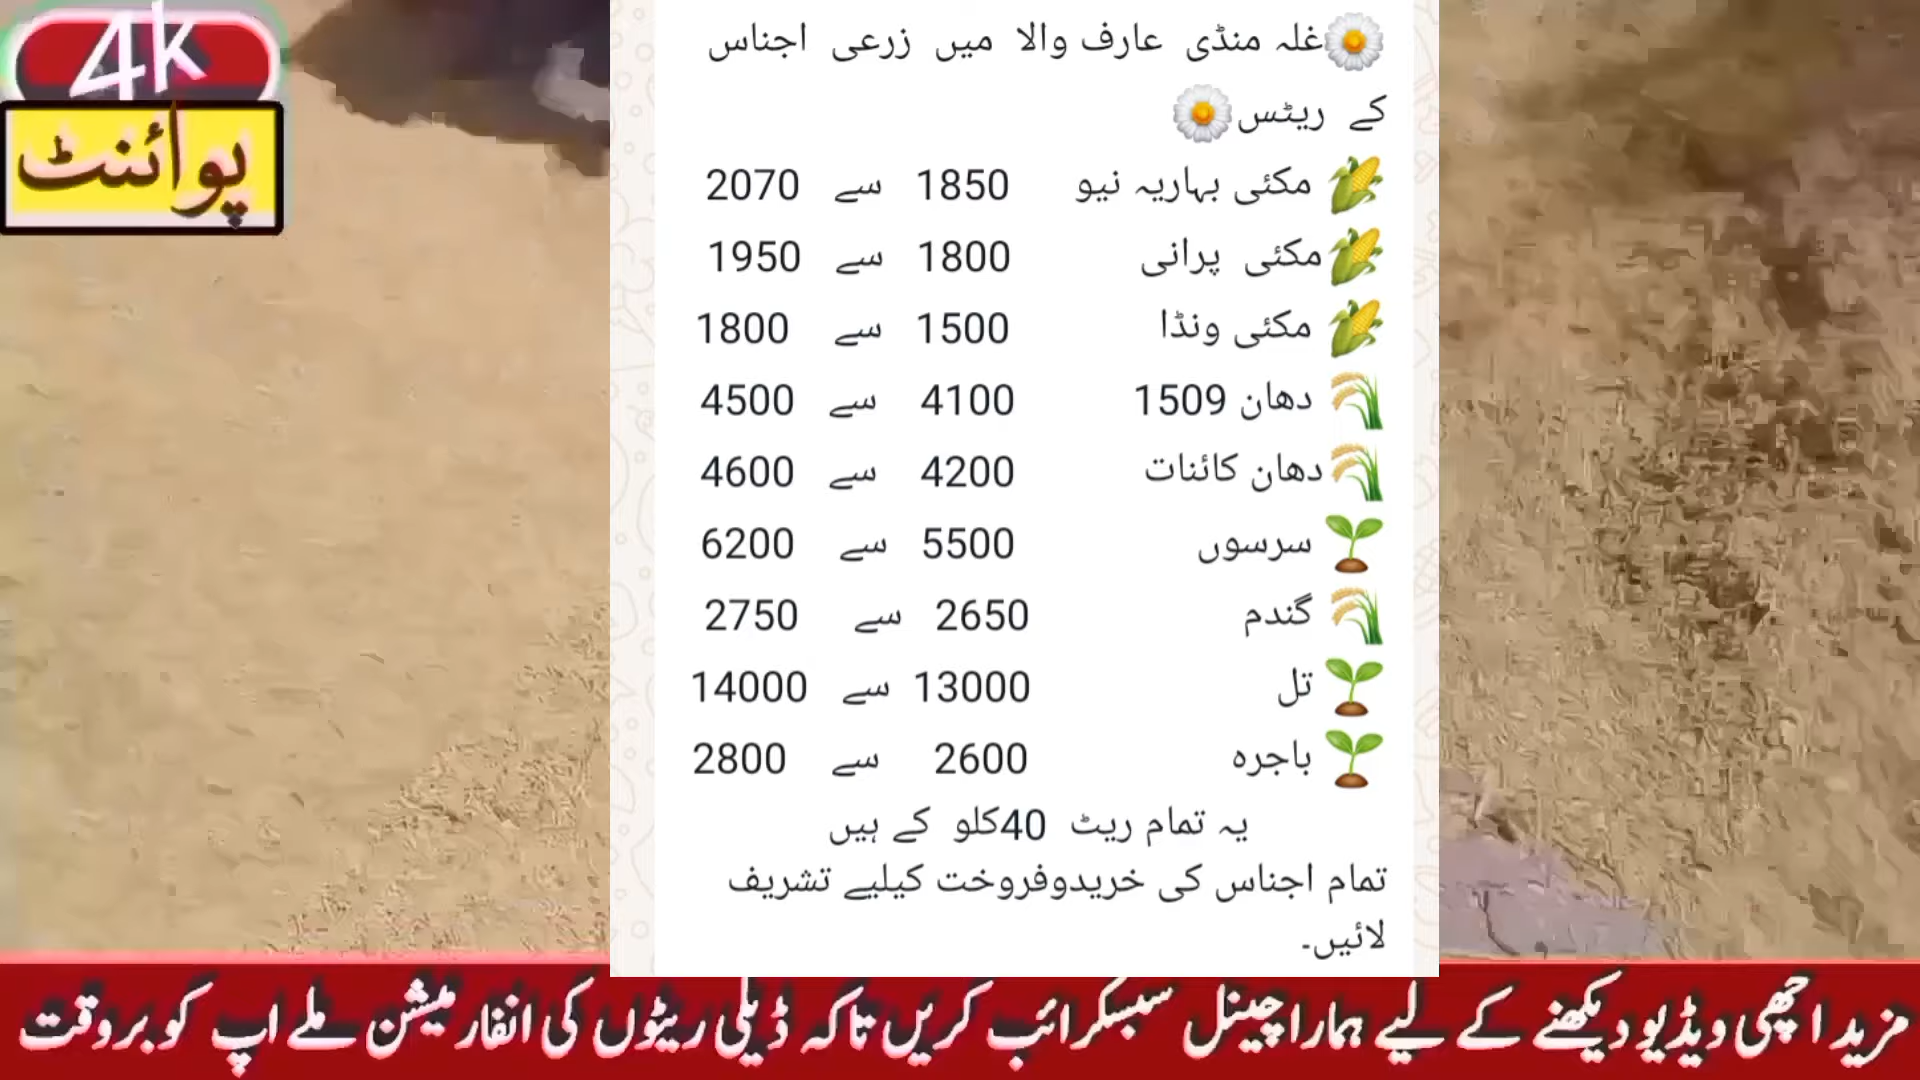 4k
پوائنٹ
غلہ منڈی عارف والا میں زرعی اجناس
کے ریٹس
مکئی بہاریہ نیو 1850 سے 2070
مکئی پرانی 1800 سے 1950
مکئی ونڈا 1500 سے 1800
دھان 1509 4100 سے 4500
دھان کائنات 4200 سے 4600
سرسوں 5500 سے 6200
گندم 2650 سے 2750
تل 13000 سے 14000
باجرہ 2600 سے 2800
یہ تمام ریٹ 40کلو کے ہیں
تمام اجناس کی خریدوفروخت کیلیے تشریف
لائیں۔
مزید اچھی ویڈیو دیکھنے کے لیے ہمارا چینل سبسکرائب کریں تاکہ ڈیلی ریٹوں کی انفارمیشن ملے اپ کو بروقت